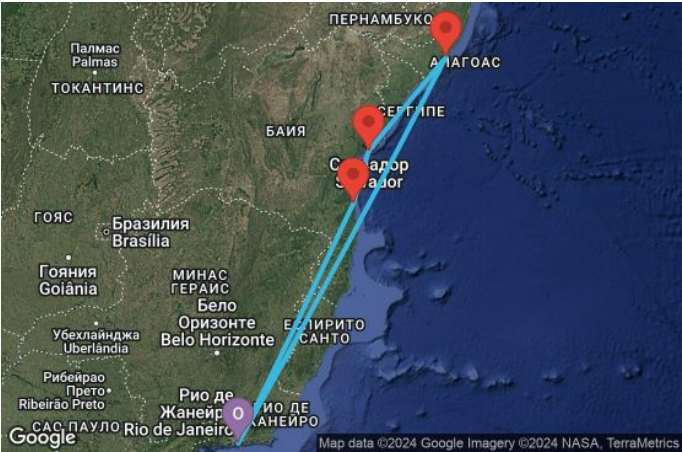 ПЕРНАМБУКО
Палмас
Palmas
АЛАГОАС
ТОКАНТИНС
СЕРГИПЕ
БАИЯ
Салвадор
Salvador
ГОЯС
Бразилия
Brasília
Гояния
Goiânia
МИНАС
ГЕРАИС
Бело
Оризонте
Belo Horizonte
ЕСПИРИТО
САНТО
Убехлайнджа
Uberlândia
Рибейрао
Прето
Ribeirão Preto
Рио де
Жанейро
Rio de Janeiro
O
РИО ДЕ
ЖАНЕЙРО
САО ПАУЛО
Google
Map data ©2024 Google Imagery ©2024 NASA, TerraMetrics